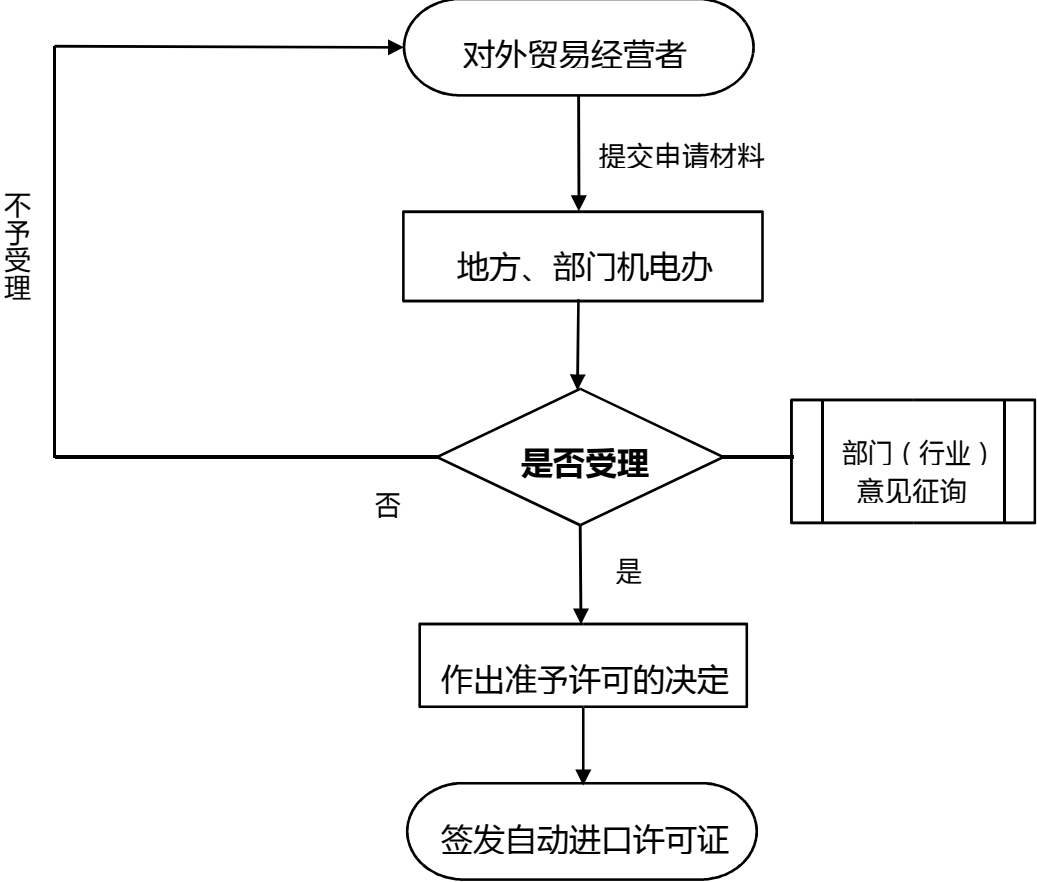 对外贸易经营者
提交申请材料
不予受理
地方、部门机电办
是否受理
部门（行业）
意见征询
否
是
作出准予许可的决定
签发自动进口许可证